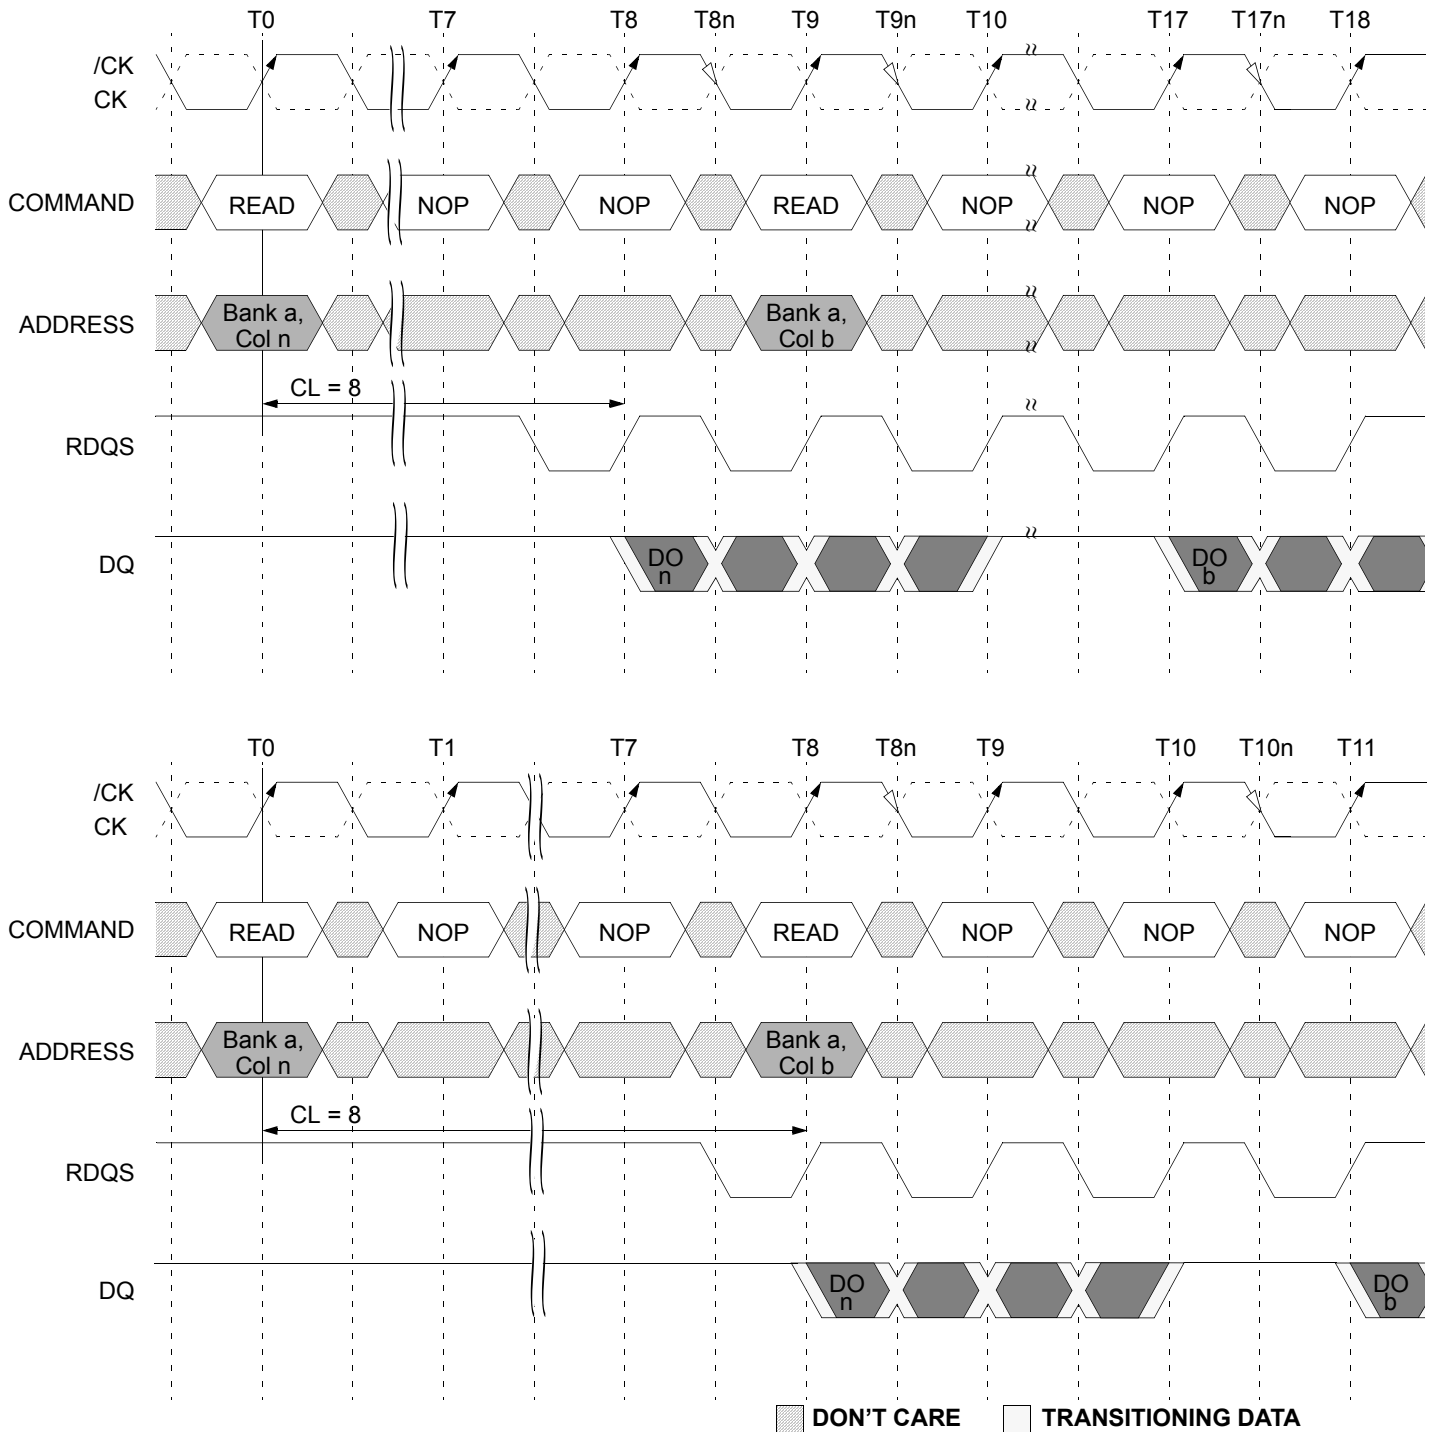 T0 T7 T8 T8n T9 T9n T10 T17 T17n T18
/CK
CK
COMMAND READ NOP NOP READ NOP NOP NOP
ADDRESS Bank a, Col n Bank a, Col b
CL = 8
RDQS
DQ DO n DO b
T0 T1 T7 T8 T8n T9 T10 T10n T11
/CK
CK
COMMAND READ NOP NOP READ NOP NOP NOP
ADDRESS Bank a, Col n Bank a, Col b
CL = 8
RDQS
DQ DO n DO b
DON'T CARE TRANSITIONING DATA